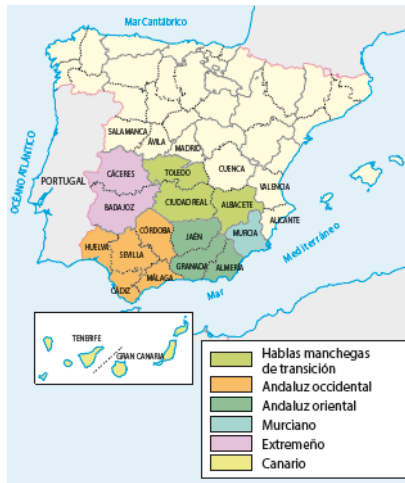 Mar Cantábrico
OCÉANO ATLÁNTICO
SALAMANCA
ÁVILA
MADRID
PORTUGAL
CÁCERES
TOLEDO
CUENCA
VALENCIA
BADAJOZ
CIUDAD REAL
ALBACETE
ALICANTE
HUELVA
SEVILLA
CÓRDOBA
JAÉN
MURCIA
Mediterráneo
GRANADA
ALMERÍA
MÁLAGA
CÁDIZ
Mar
TENERIFE
GRAN CANARIA
Hablas manchegas
de transición
Andaluz occidental
Andaluz oriental
Murciano
Extremeño
Canario